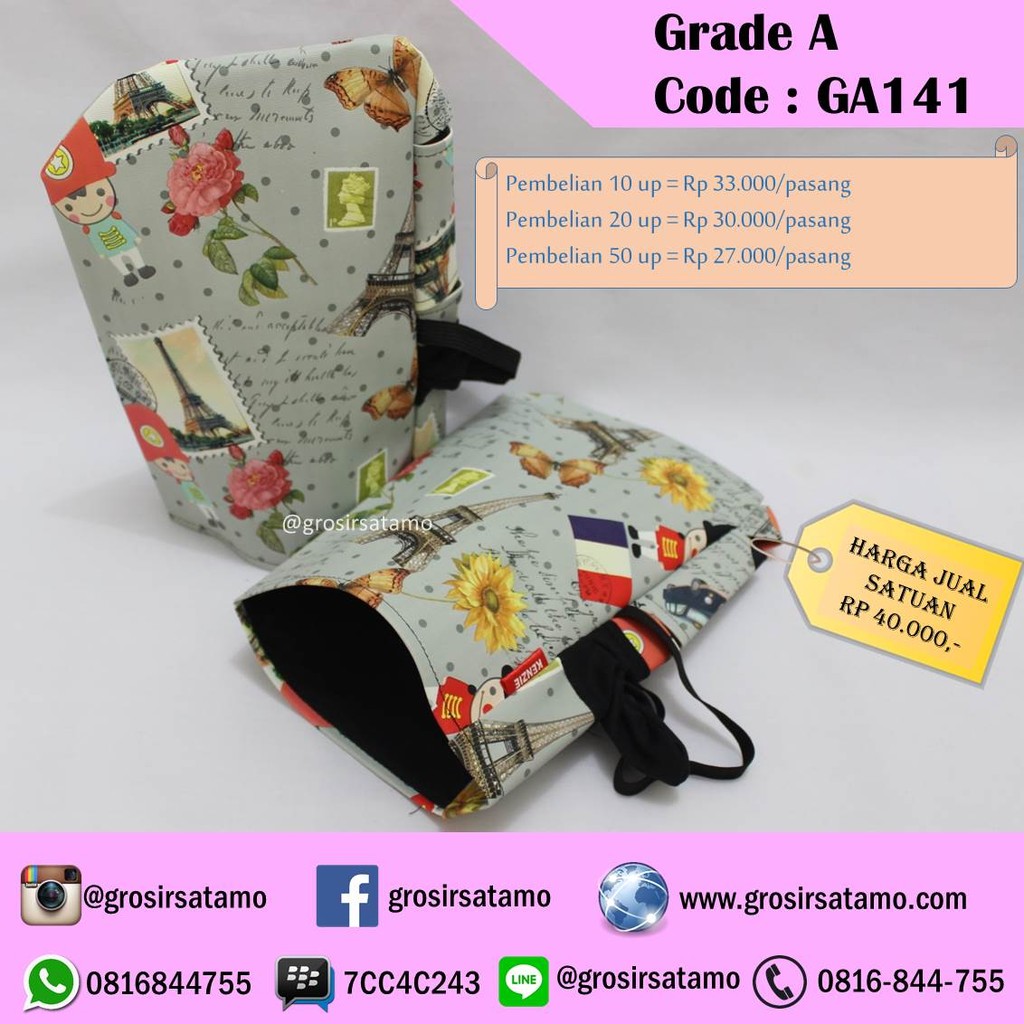 Grade A
Code : GA141
Pembelian 10 up = Rp 33.000/pasang
Pembelian 20 up = Rp 30.000/pasang
Pembelian 50 up = Rp 27.000/pasang
@grosirsatamo
HARGA JUAL
SATUAN
RP 40.000,-
KENZIE
@grosirsatamo
grosirsatamo
www.grosirsatamo.com
0816844755
7CC4C243
LINE
@grosirsatamo
0816-844-755